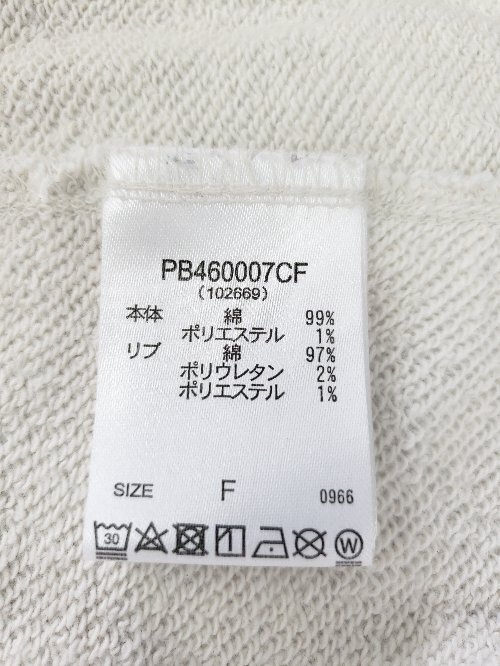 PB460007CF
(102669)
本体 綿 99%
ポリエステル 1%
リブ 綿 97%
ポリウレタン 2%
ポリエステル 1%
SIZE F 0966
30 W